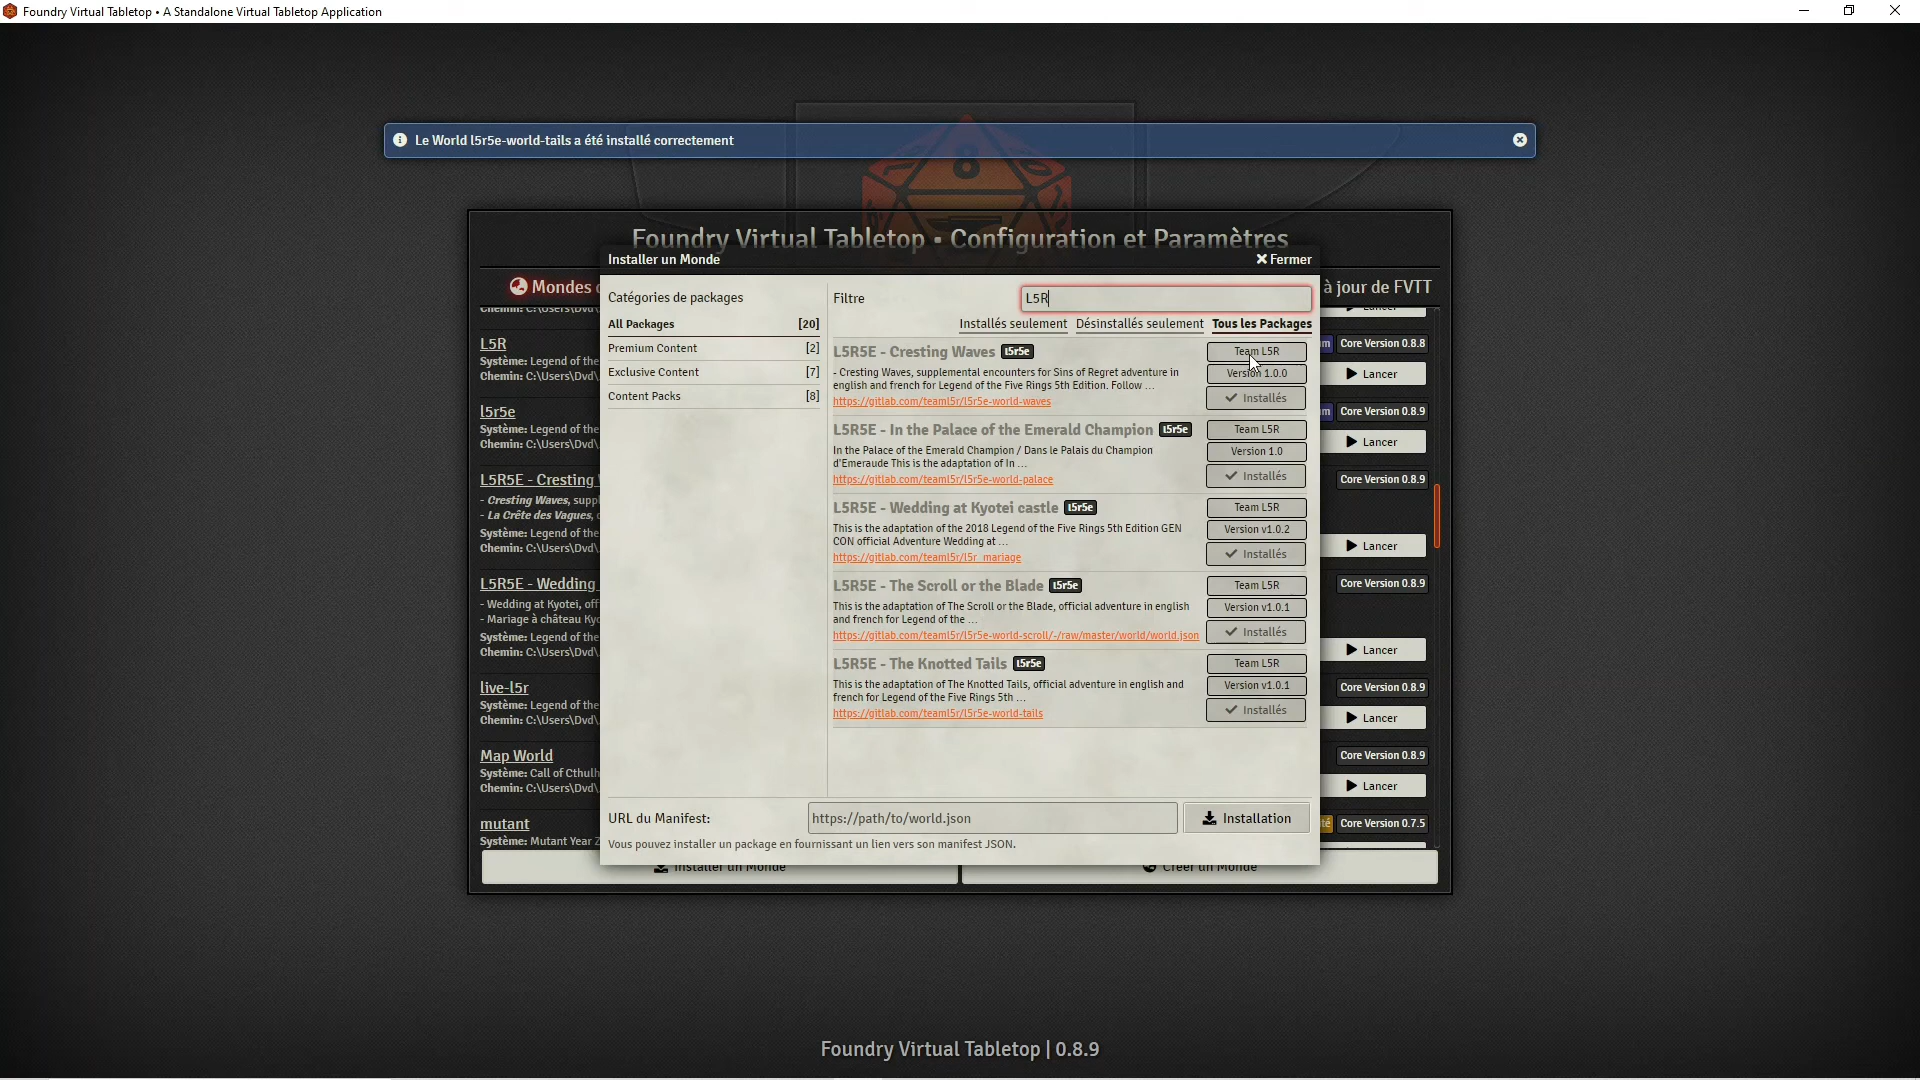 Foundry Virtual Tabletop • A Standalone Virtual Tabletop Application
Le World l5r5e-world-tails a été installé correctement
Foundry Virtual Tabletop • Configuration et Paramètres
Mondes
à jour de FVTT
L5R
Système: Legend of the
Chemin: C:\Users\Dvd\
Core Version 0.8.8
Lancer
l5r5e
Système: Legend of the
Chemin: C:\Users\Dvd\
Core Version 0.8.9
Lancer
L5R5E - Cresting
- Cresting Waves, supp
- La Crête des Vagues,
Système: Legend of the
Chemin: C:\Users\Dvd\
Core Version 0.8.9
Lancer
L5R5E - Wedding
- Wedding at Kyotei, off
- Mariage à château Kyo
Système: Legend of the
Chemin: C:\Users\Dvd\
Core Version 0.8.9
Lancer
live-l5r
Système: Legend of the
Chemin: C:\Users\Dvd\
Core Version 0.8.9
Lancer
Map World
Système: Call of Cthulh
Chemin: C:\Users\Dvd\
Core Version 0.8.9
Lancer
mutant
Système: Mutant Year Z
Core Version 0.7.5
Installer un Monde
Créer un Monde
Installer un Monde
Fermer
Catégories de packages
All Packages [20]
Premium Content [2]
Exclusive Content [7]
Content Packs [8]
Filtre
L5R
Installés seulement Désinstallés seulement Tous les Packages
L5R5E - Cresting Waves l5r5e
Team L5R
Version 1.0.0
- Cresting Waves, supplemental encounters for Sins of Regret adventure in
english and french for Legend of the Five Rings 5th Edition. Follow ...
https://gitlab.com/teaml5r/l5r5e-world-waves
Installés
L5R5E - In the Palace of the Emerald Champion l5r5e
Team L5R
Version 1.0
In the Palace of the Emerald Champion / Dans le Palais du Champion
d'Emeraude This is the adaptation of In ...
https://gitlab.com/teaml5r/l5r5e-world-palace
Installés
L5R5E - Wedding at Kyotei castle l5r5e
Team L5R
Version v1.0.2
This is the adaptation of the 2018 Legend of the Five Rings 5th Edition GEN
CON official Adventure Wedding at ...
https://gitlab.com/teaml5r/l5r_mariage
Installés
L5R5E - The Scroll or the Blade l5r5e
Team L5R
Version v1.0.1
This is the adaptation of The Scroll or the Blade, official adventure in english
and french for Legend of the ...
https://gitlab.com/teaml5r/l5r5e-world-scroll/-/raw/master/world/world.json
Installés
L5R5E - The Knotted Tails l5r5e
Team L5R
Version v1.0.1
This is the adaptation of The Knotted Tails, official adventure in english and
french for Legend of the Five Rings 5th ...
https://gitlab.com/teaml5r/l5r5e-world-tails
Installés
URL du Manifest:
https://path/to/world.json
Installation
Vous pouvez installer un package en fournissant un lien vers son manifest JSON.
Foundry Virtual Tabletop | 0.8.9